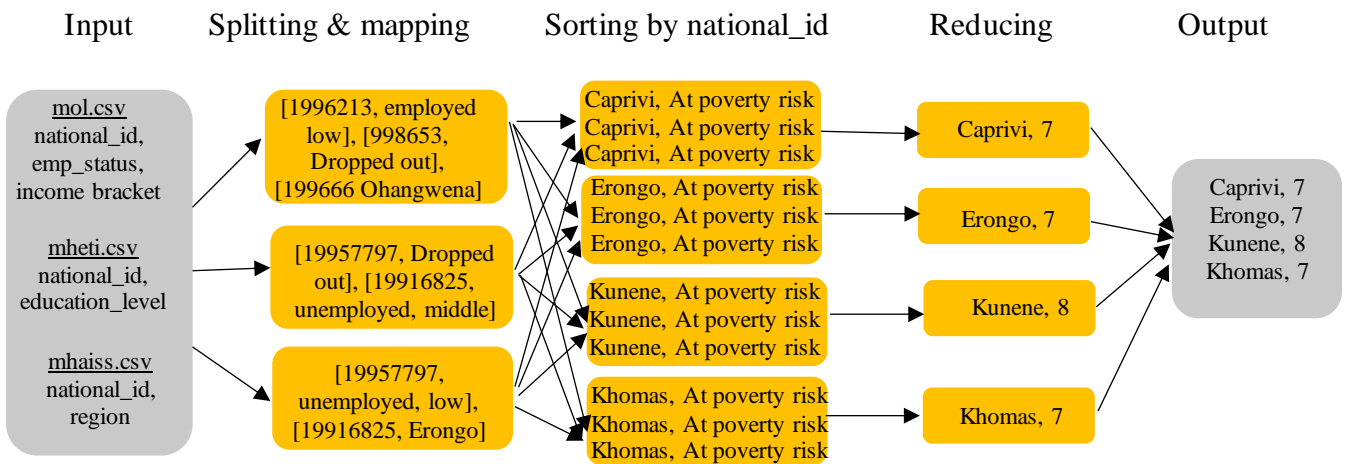 Input
Splitting & mapping
Sorting by national_id
Reducing
Output
mol.csv
national_id,
emp_status,
income bracket
mheti.csv
national_id,
education_level
mhaiss.csv
national_id,
region
[1996213, employed
low], [998653,
Dropped out],
[199666 Ohangwena]
[19957797, Dropped
out], [19916825,
unemployed, middle]
[19957797,
unemployed, low],
[19916825, Erongo]
Caprivi, At poverty risk
Caprivi, At poverty risk
Caprivi, At poverty risk
Erongo, At poverty risk
Erongo, At poverty risk
Erongo, At poverty risk
Kunene, At poverty risk
Kunene, At poverty risk
Kunene, At poverty risk
Khomas, At poverty risk
Khomas, At poverty risk
Khomas, At poverty risk
Caprivi, 7
Erongo, 7
Kunene, 8
Khomas, 7
Caprivi, 7
Erongo, 7
Kunene, 8
Khomas, 7